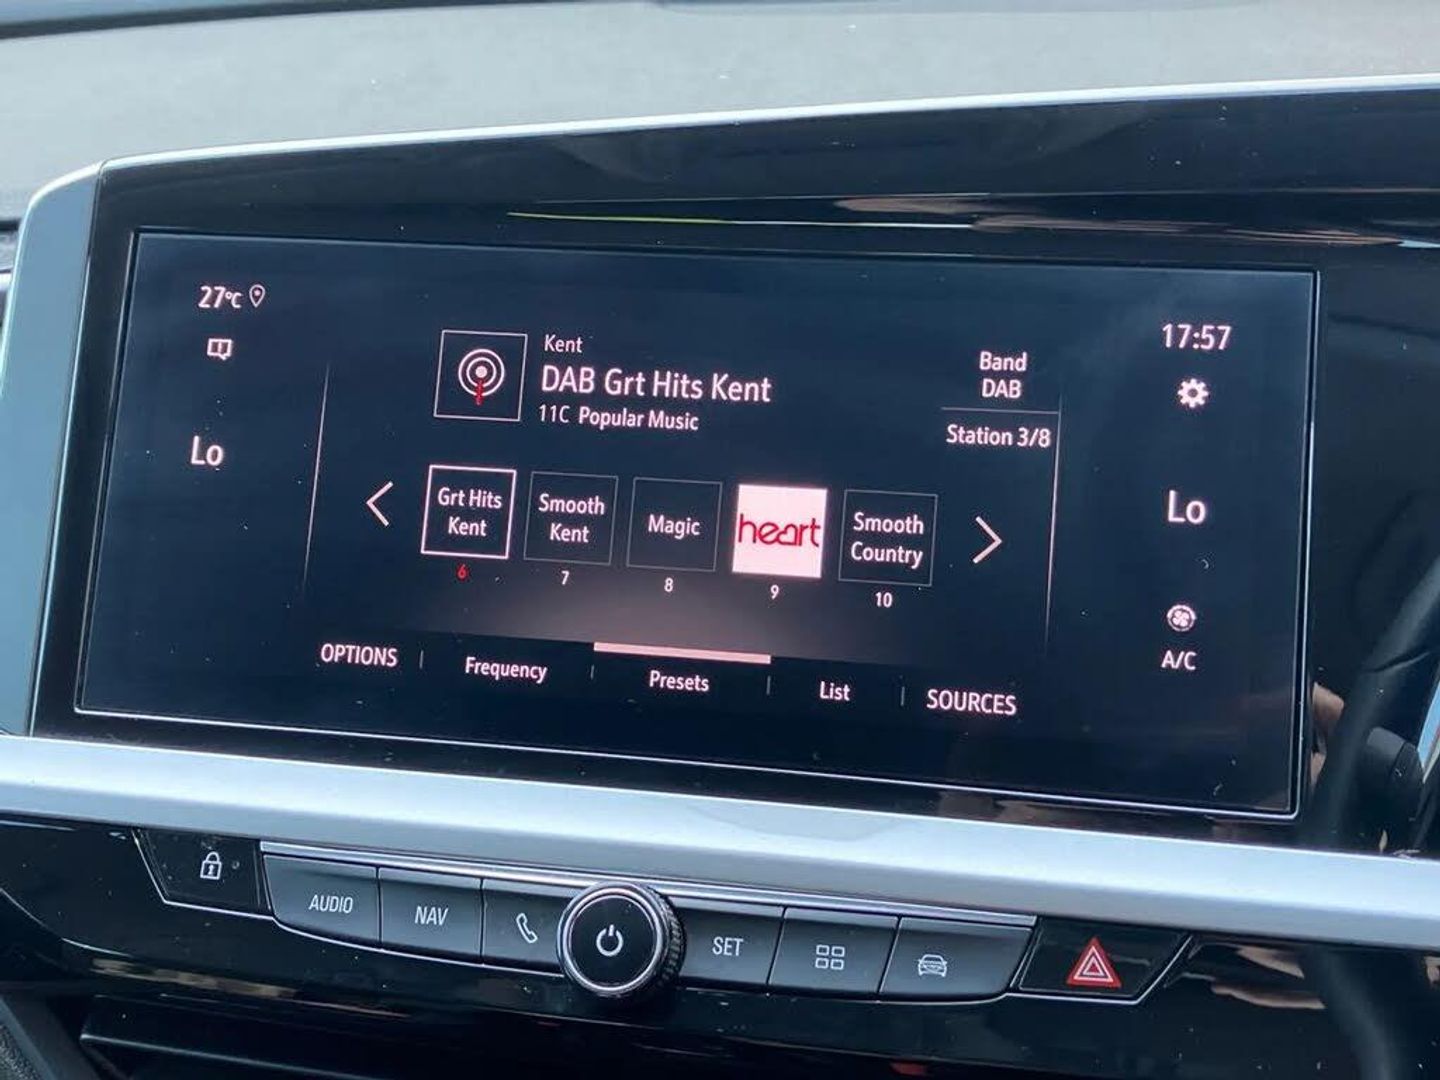 27°C
17:57
Kent
DAB Grt Hits Kent
11C Popular Music
Band
DAB
Station 3/8
Lo
Lo
Grt Hits
Kent
Smooth
Kent
Magic
heart
Smooth
Country
6
7
8
9
10
A/C
OPTIONS
Frequency
Presets
List
SOURCES
AUDIO
NAV
SET